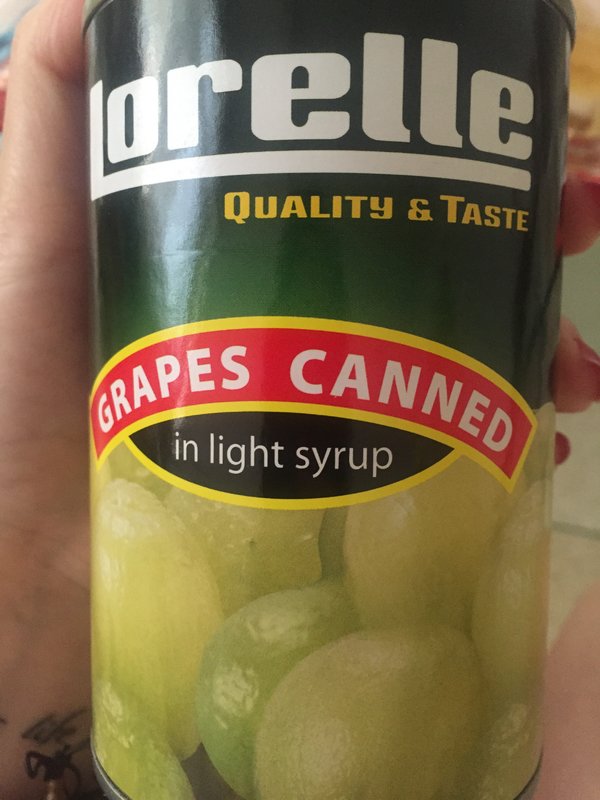 Lorelle
QUALITY & TASTE
GRAPES CANNED
in light syrup